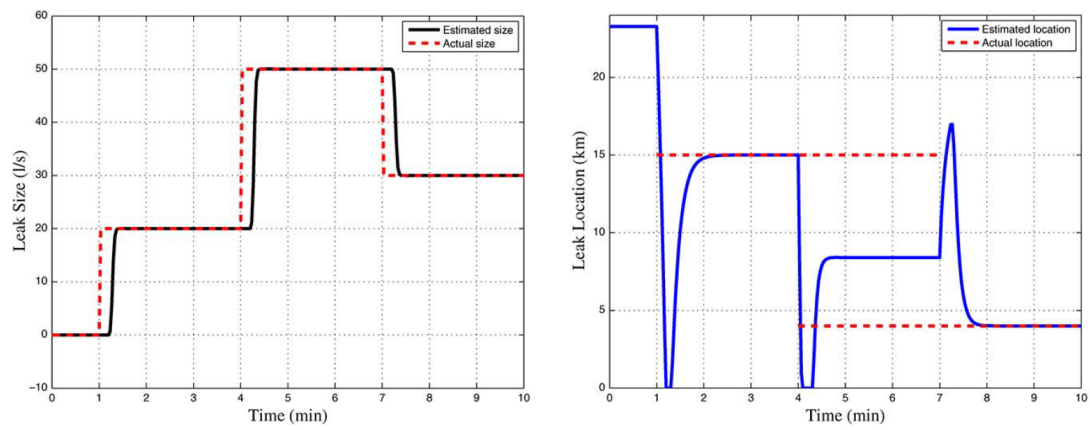 60
50
40
30
20
10
0
−10
0 1 2 3 4 5 6 7 8 9 10
Leak Size (l/s)
Time (min)
Estimated size
Actual size
20
15
10
5
0
0 1 2 3 4 5 6 7 8 9 10
Leak Location (km)
Time (min)
Estimated location
Actual location